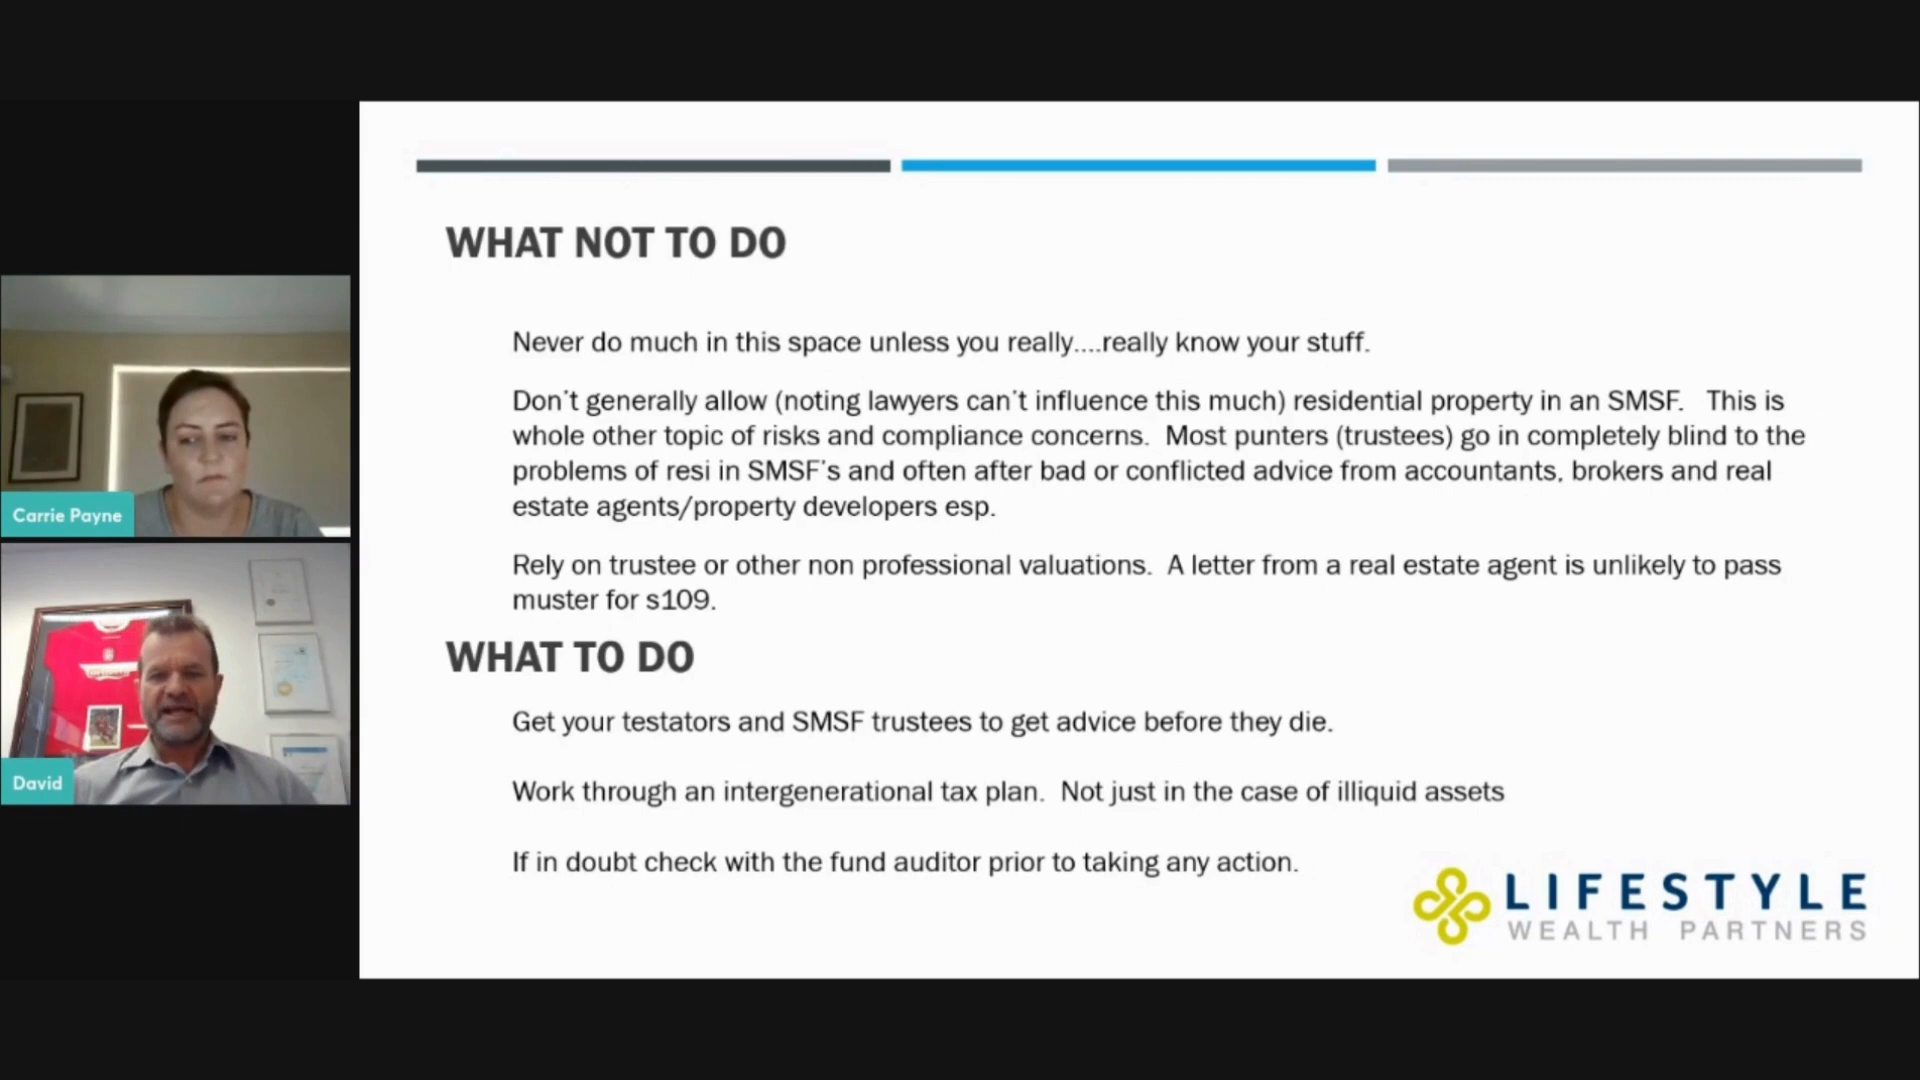 WHAT NOT TO DO
Never do much in this space unless you really....really know your stuff.
Don't generally allow (noting lawyers can't influence this much) residential property in an SMSF.   This is
whole other topic of risks and compliance concerns.  Most punters (trustees) go in completely blind to the
problems of resi in SMSF's and often after bad or conflicted advice from accountants, brokers and real
estate agents/property developers esp.
Rely on trustee or other non professional valuations.  A letter from a real estate agent is unlikely to pass
muster for s109.
WHAT TO DO
Get your testators and SMSF trustees to get advice before they die.
Work through an intergenerational tax plan.  Not just in the case of illiquid assets
If in doubt check with the fund auditor prior to taking any action.
LIFESTYLE
WEALTH PARTNERS
Carrie Payne
David